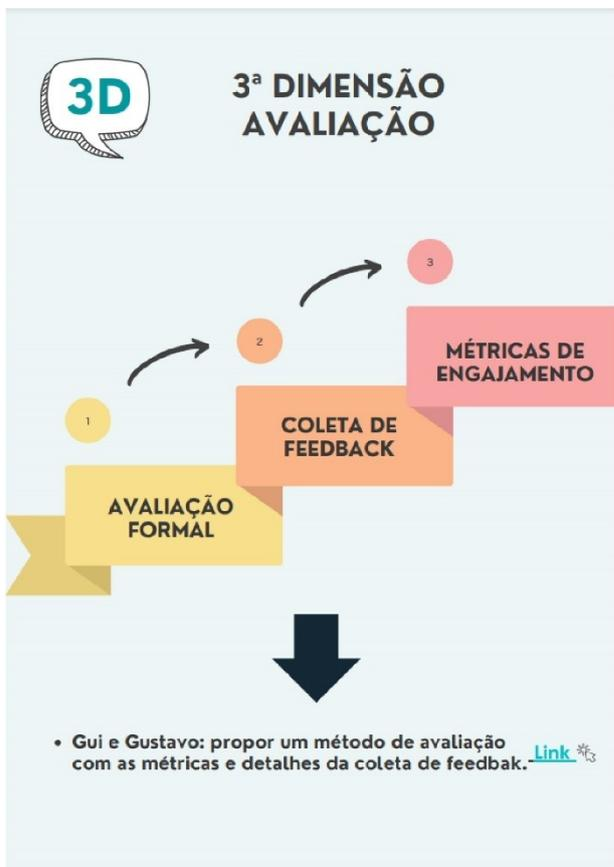 3D
3ª DIMENSÃO
AVALIAÇÃO
3
MÉTRICAS DE
ENGAJAMENTO
2
COLETA DE
FEEDBACK
1
AVALIAÇÃO
FORMAL
• Gui e Gustavo: propor um método de avaliação
com as métricas e detalhes da coleta de feedbak.-Link